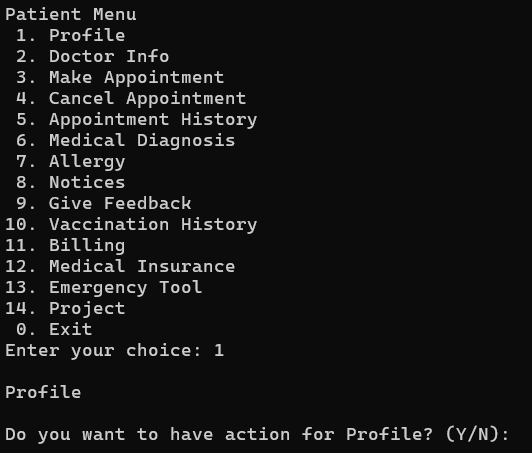 Patient Menu
 1. Profile
 2. Doctor Info
 3. Make Appointment
 4. Cancel Appointment
 5. Appointment History
 6. Medical Diagnosis
 7. Allergy
 8. Notices
 9. Give Feedback
10. Vaccination History
11. Billing
12. Medical Insurance
13. Emergency Tool
14. Project
 0. Exit
Enter your choice: 1
Profile
Do you want to have action for Profile? (Y/N):